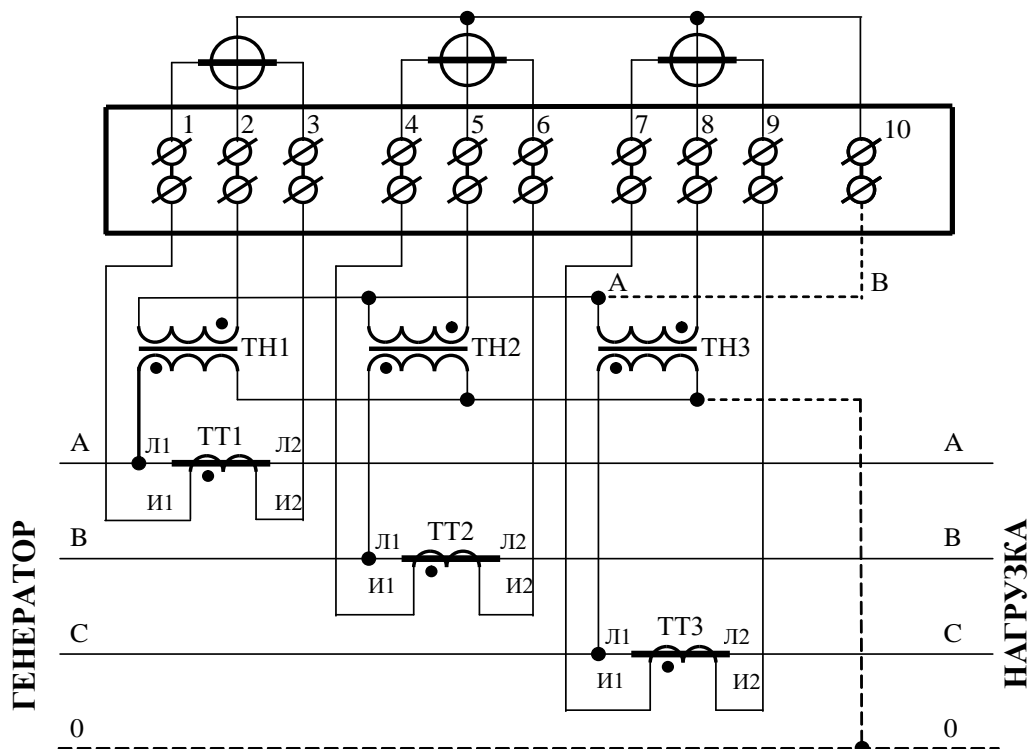 1 2 3 4 5 6 7 8 9 10
А В
ТН1 ТН2 ТН3
А Л1 ТТ1 Л2 А
И1 И2
В Л1 ТТ2 Л2 В
И1 И2
С Л1 ТТ3 Л2 С
И1 И2
0 0
ГЕНЕРАТОР
НАГРУЗКА